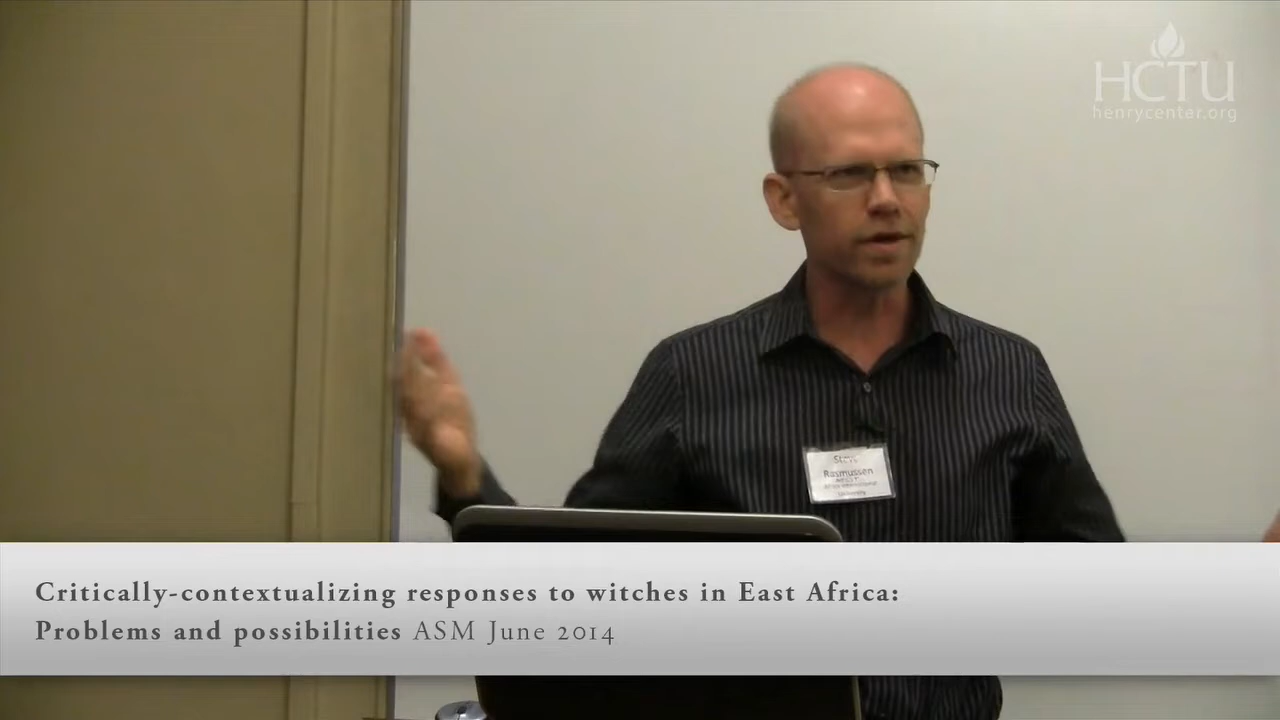 HCTU
henrycenter.org
Steve
Rasmussen
University
Critically-contextualizing responses to witches in East Africa:
Problems and possibilities ASM June 2014